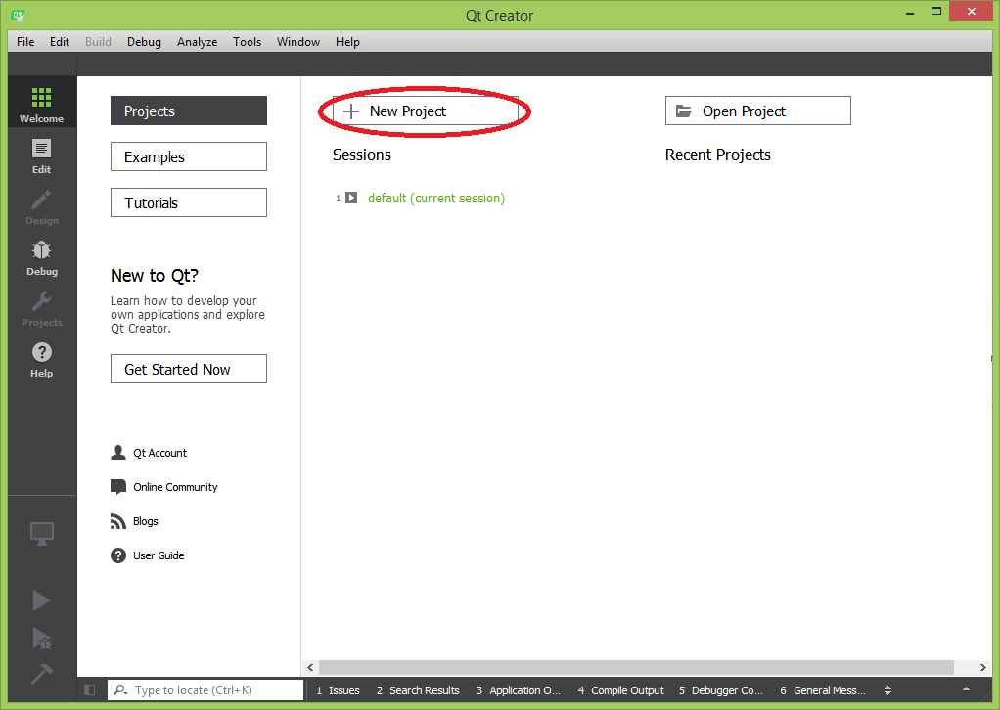 Qt Creator
File Edit Build Debug Analyze Tools Window Help
Welcome
Edit
Design
Debug
Projects
Help
Projects
Examples
Tutorials
New to Qt?
Learn how to develop your
own applications and explore
Qt Creator.
Get Started Now
Qt Account
Online Community
Blogs
User Guide
New Project
Open Project
Sessions
Recent Projects
1 default (current session)
Type to locate (Ctrl+K)
1 Issues 2 Search Results 3 Application O... 4 Compile Output 5 Debugger Co... 6 General Mess...